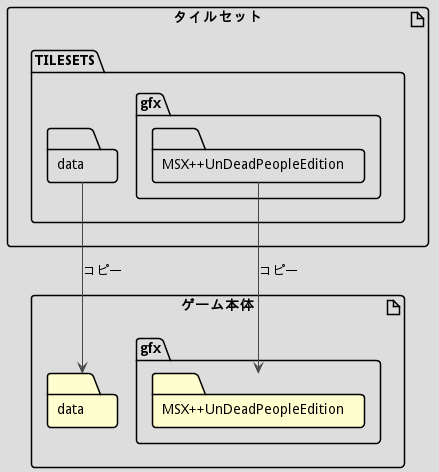 タイルセット
TILESETS
gfx
data
MSX++UnDeadPeopleEdition
コピー
コピー
ゲーム本体
gfx
data
MSX++UnDeadPeopleEdition